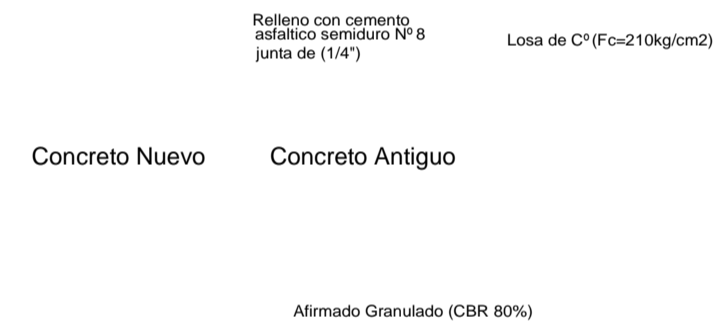 Relleno con cemento
asfaltico semiduro Nº 8
junta de (1/4")
Losa de Cº (Fc=210kg/cm2)
Concreto Nuevo
Concreto Antiguo
Afirmado Granulado (CBR 80%)